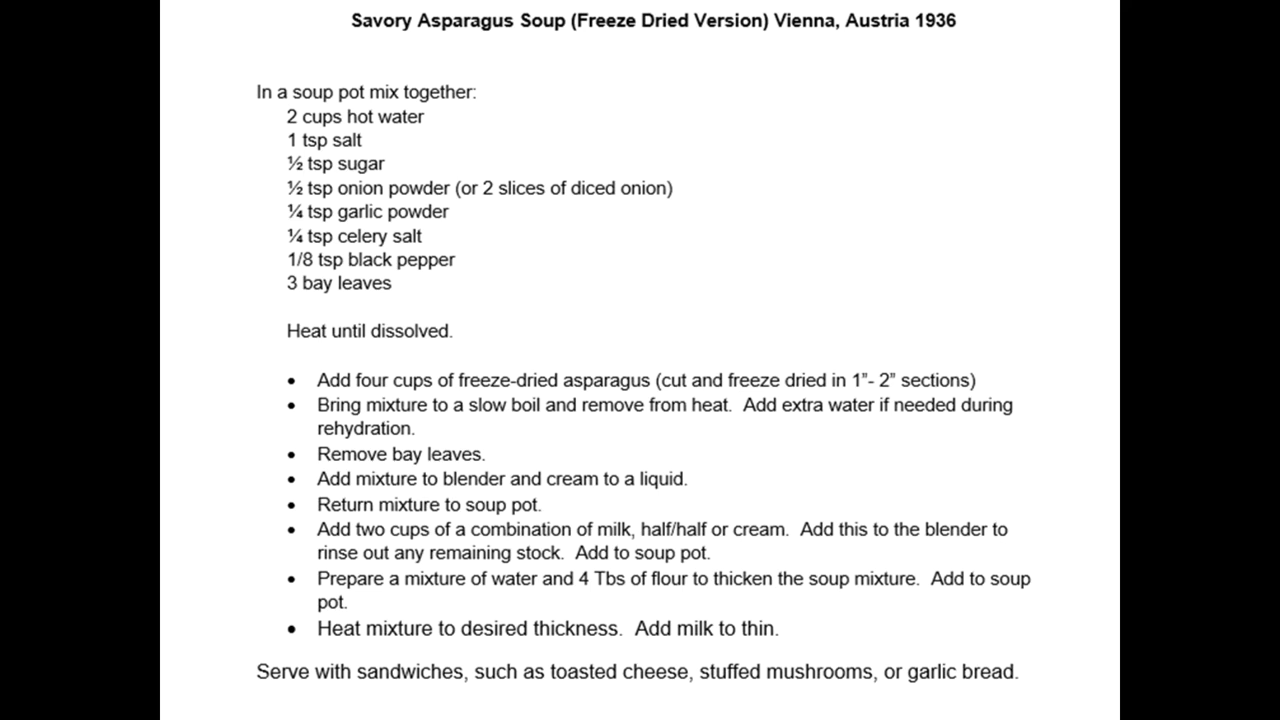 Savory Asparagus Soup (Freeze Dried Version) Vienna, Austria 1936
In a soup pot mix together:
2 cups hot water
1 tsp salt
½ tsp sugar
½ tsp onion powder (or 2 slices of diced onion)
¼ tsp garlic powder
¼ tsp celery salt
1/8 tsp black pepper
3 bay leaves
Heat until dissolved.
• Add four cups of freeze-dried asparagus (cut and freeze dried in 1”- 2” sections)
• Bring mixture to a slow boil and remove from heat.  Add extra water if needed during
rehydration.
• Remove bay leaves.
• Add mixture to blender and cream to a liquid.
• Return mixture to soup pot.
• Add two cups of a combination of milk, half/half or cream.  Add this to the blender to
rinse out any remaining stock.  Add to soup pot.
• Prepare a mixture of water and 4 Tbs of flour to thicken the soup mixture.  Add to soup
pot.
• Heat mixture to desired thickness.  Add milk to thin.
Serve with sandwiches, such as toasted cheese, stuffed mushrooms, or garlic bread.